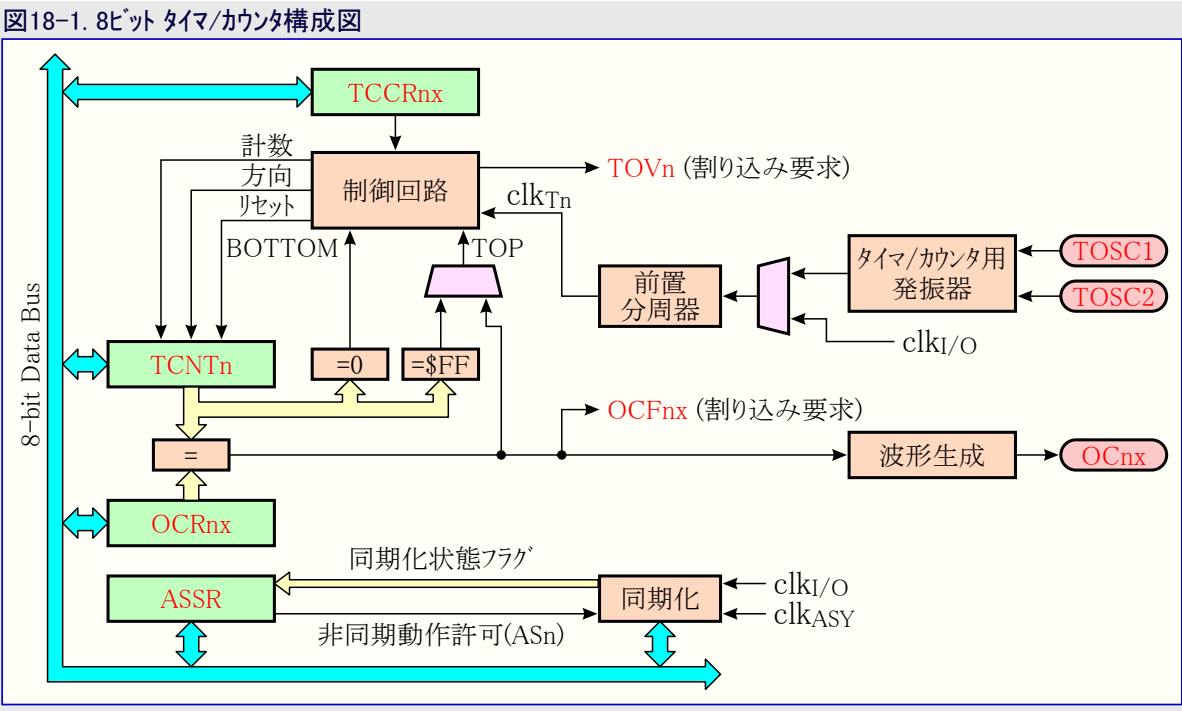 図18-1. 8ﾋﾞｯﾄ ﾀｲﾏ/ｶｳﾝﾀ構成図
TCCRnx
計数
方向
ﾘｾｯﾄ
制御回路
TOVn (割り込み要求)
clkTn
BOTTOM
TOP
前置
分周器
ﾀｲﾏ/ｶｳﾝﾀ用
発振器
TOSC1
TOSC2
clkI/O
8-bit Data Bus
TCNTn
=0
=$FF
OCFnx (割り込み要求)
=
波形生成
OCnx
OCRnx
同期化状態ﾌﾗｸﾞ
ASSR
同期化
clkI/O
clkASY
非同期動作許可(ASn)